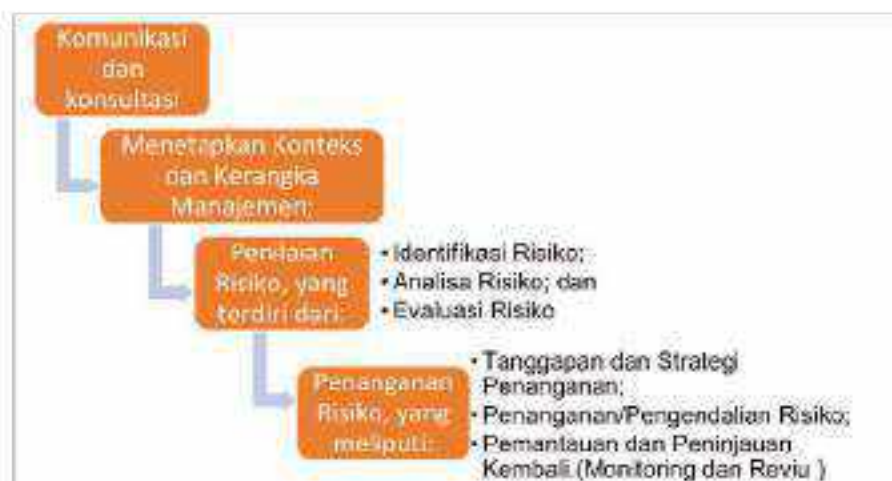 Komunikasi
dan
konsultasi
Menetapkan Konteks
dan Kerangka
Manajemen;
Penilaian
Risiko, yang
terdiri dari:
• Identifikasi Risiko;
• Analisa Risiko; dan
• Evaluasi Risiko
Penanganan
Risiko, yang
meliputi:
• Tanggapan dan Strategi
Penanganan;
• Penanganan/Pengendalian Risiko;
• Pemantauan dan Peninjauan
Kembali (Monitoring dan Reviu )